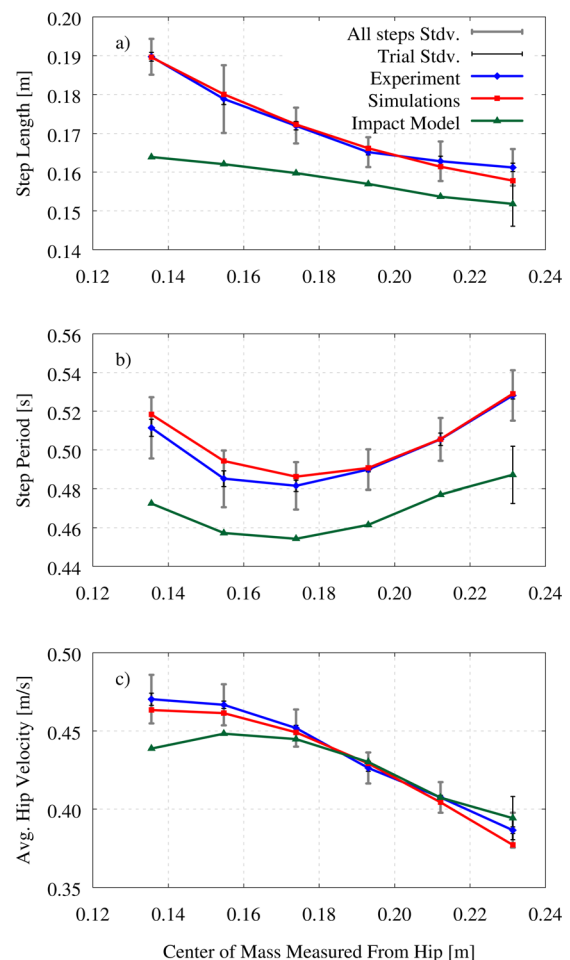 0.20
a)
All steps Stdv.
Trial Stdv.
Experiment
Simulations
Impact Model
0.19
0.18
0.17
0.16
0.15
0.14
Step Length [m]
0.12 0.14 0.16 0.18 0.20 0.22 0.24
0.56
b)
0.54
0.52
0.50
0.48
0.46
0.44
Step Period [s]
0.12 0.14 0.16 0.18 0.20 0.22 0.24
0.50
c)
0.45
0.40
0.35
Avg. Hip Velocity [m/s]
0.12 0.14 0.16 0.18 0.20 0.22 0.24
Center of Mass Measured From Hip [m]